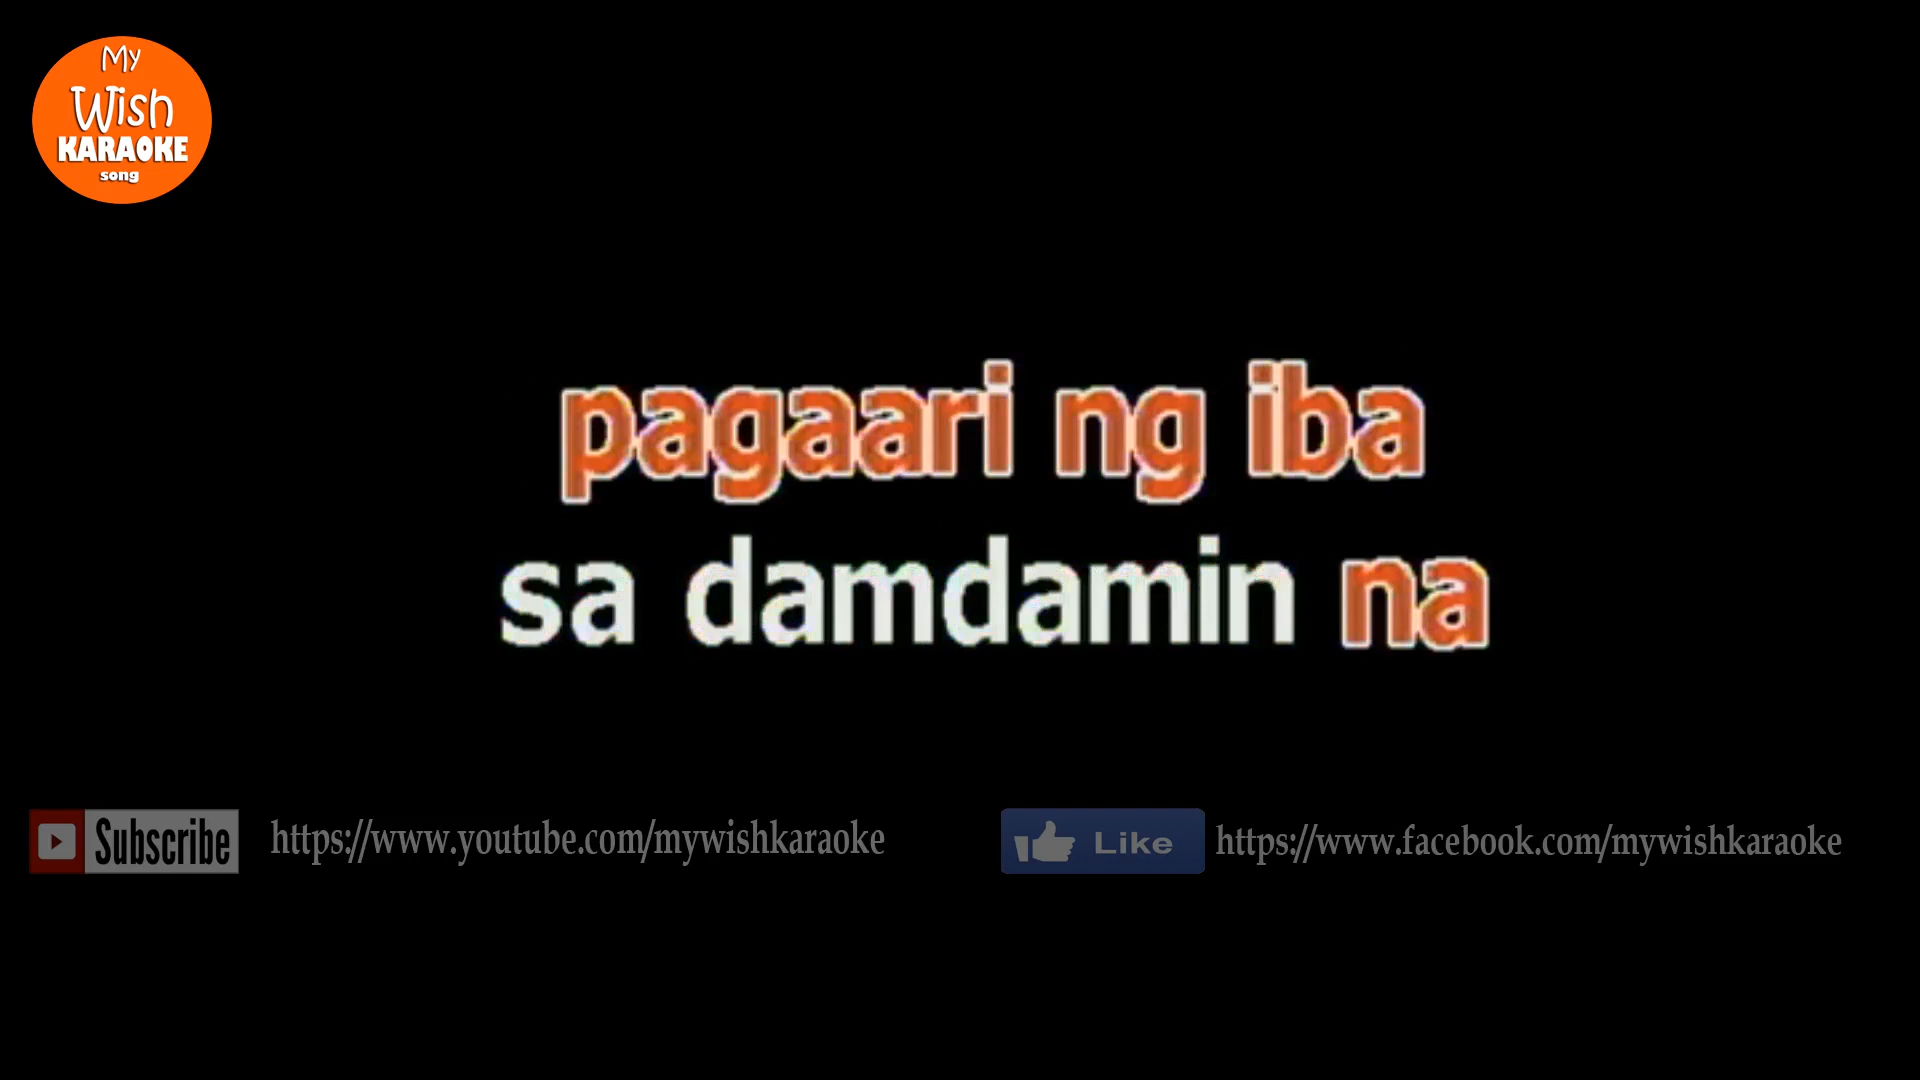 My
Wish
KARAOKE
song
pagaari ng iba
sa damdamin na
Subscribe https://www.youtube.com/mywishkaraoke Like https://www.facebook.com/mywishkaraoke